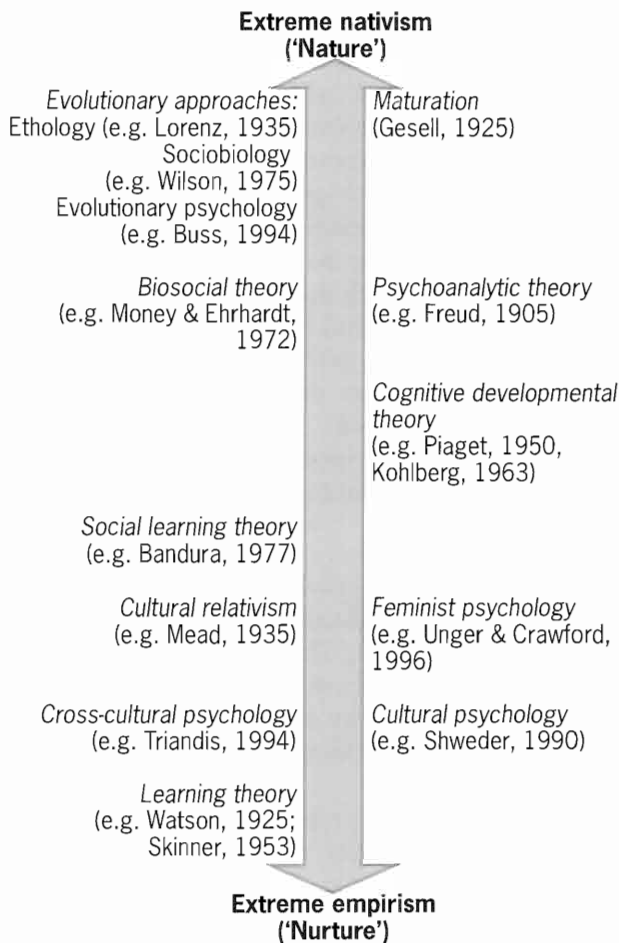 Extreme nativism
('Nature')
Evolutionary approaches:
Ethology (e.g. Lorenz, 1935)
Sociobiology
(e.g. Wilson, 1975)
Evolutionary psychology
(e.g. Buss, 1994)
Maturation
(Gesell, 1925)
Biosocial theory
(e.g. Money & Ehrhardt,
1972)
Psychoanalytic theory
(e.g. Freud, 1905)
Cognitive developmental
theory
(e.g. Piaget, 1950,
Kohlberg, 1963)
Social learning theory
(e.g. Bandura, 1977)
Cultural relativism
(e.g. Mead, 1935)
Feminist psychology
(e.g. Unger & Crawford,
1996)
Cross-cultural psychology
(e.g. Triandis, 1994)
Cultural psychology
(e.g. Shweder, 1990)
Learning theory
(e.g. Watson, 1925;
Skinner, 1953)
Extreme empirism
('Nurture')